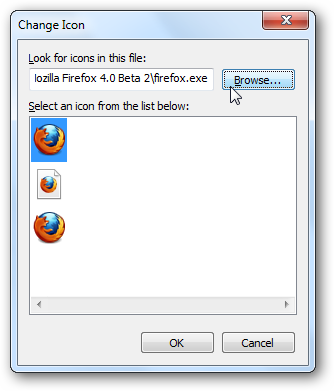 Change Icon
Look for icons in this file:
lozilla Firefox 4.0 Beta 2\firefox.exe
Browse...
Select an icon from the list below:
OK
Cancel